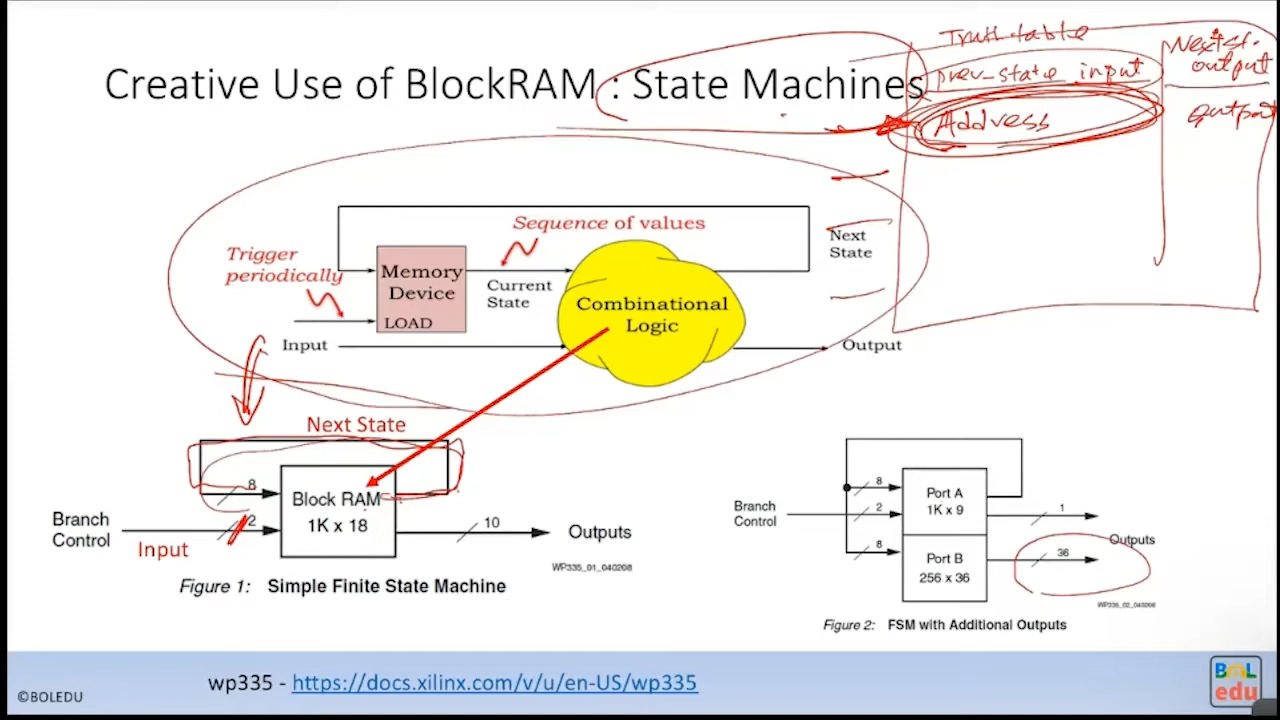 Truth table
Next st.
output
prev_state input
Creative Use of BlockRAM : State Machines
Address
output
Sequence of values
Trigger
periodically
Next
State
Memory
Device
Current
State
Combinational
Logic
LOAD
Input
Output
Next State
8
Block RAM
1K x 18
Branch
Control
2
Input
10
Outputs
WP335_01_040208
Figure 1: Simple Finite State Machine
8
Port A
1K x 9
Branch
Control
2
1
8
Outputs
Port B
256 x 36
36
WP335_02_040208
Figure 2: FSM with Additional Outputs
wp335 - https://docs.xilinx.com/v/u/en-US/wp335
©BOLEDU
BOL
edu